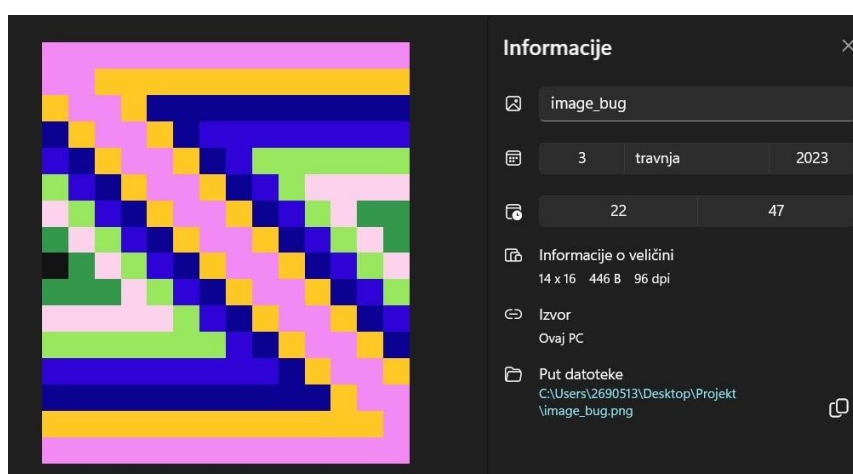 Informacije
image_bug
3 travnja 2023
22 47
Informacije o veličini
14 x 16 446 B 96 dpi
Izvor
Ovaj PC
Put datoteke
C:\Users\2690513\Desktop\Projekt
\image_bug.png